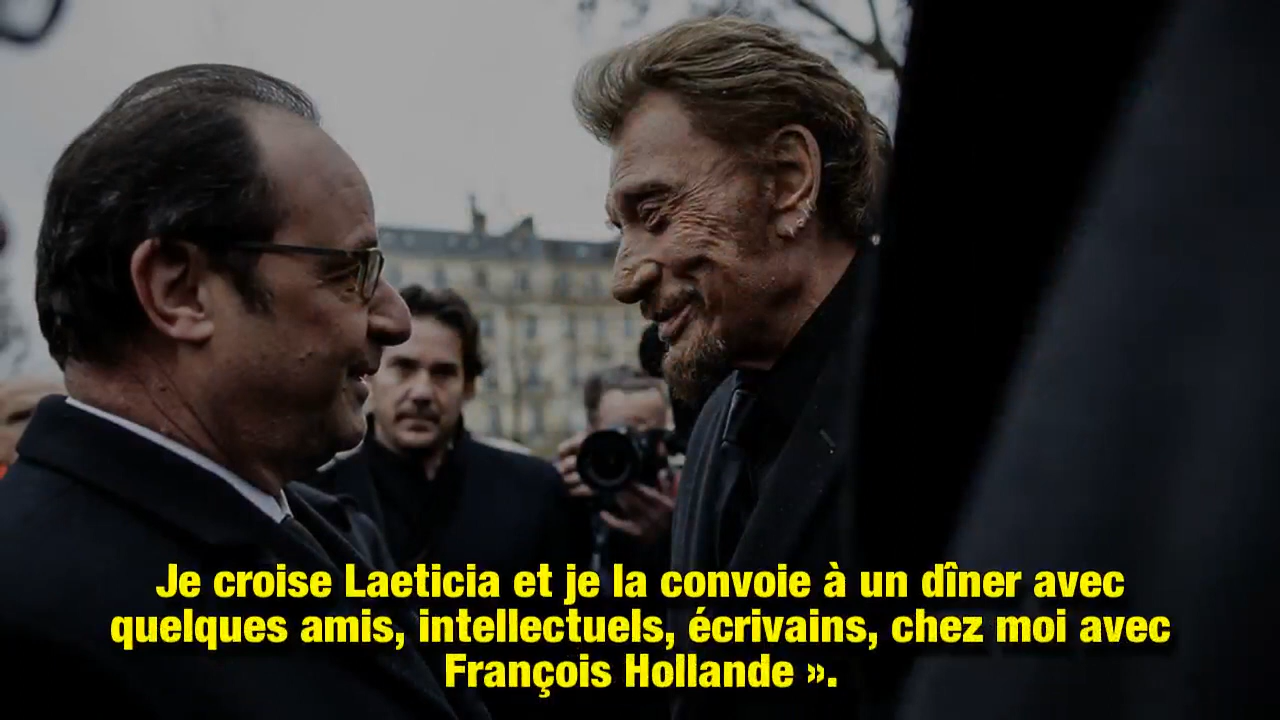 Je croise Laeticia et je la convoie à un dîner avec
quelques amis, intellectuels, écrivains, chez moi avec
François Hollande ».